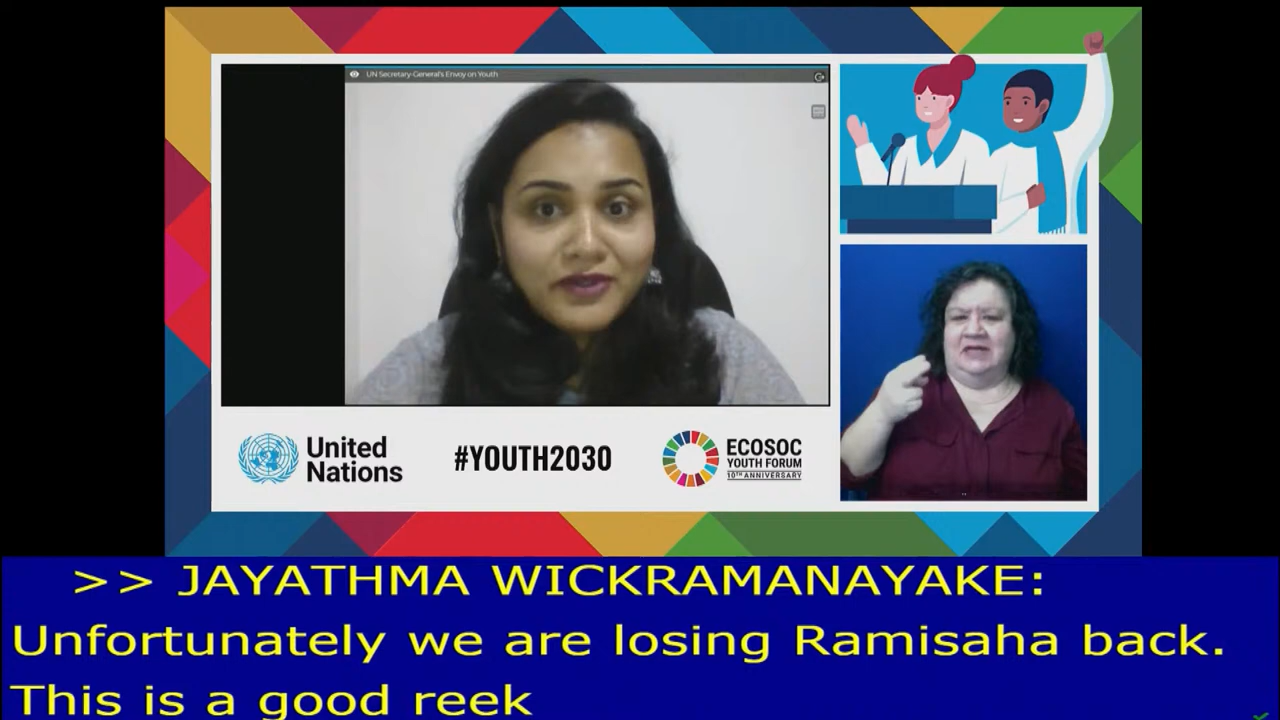 UN Secretary-General's Envoy on Youth
United
Nations
#YOUTH2030
ECOSOC
YOUTH FORUM
10TH ANNIVERSARY
>> JAYATHMA WICKRAMANAYAKE:
Unfortunately we are losing Ramisaha back.
This is a good reek